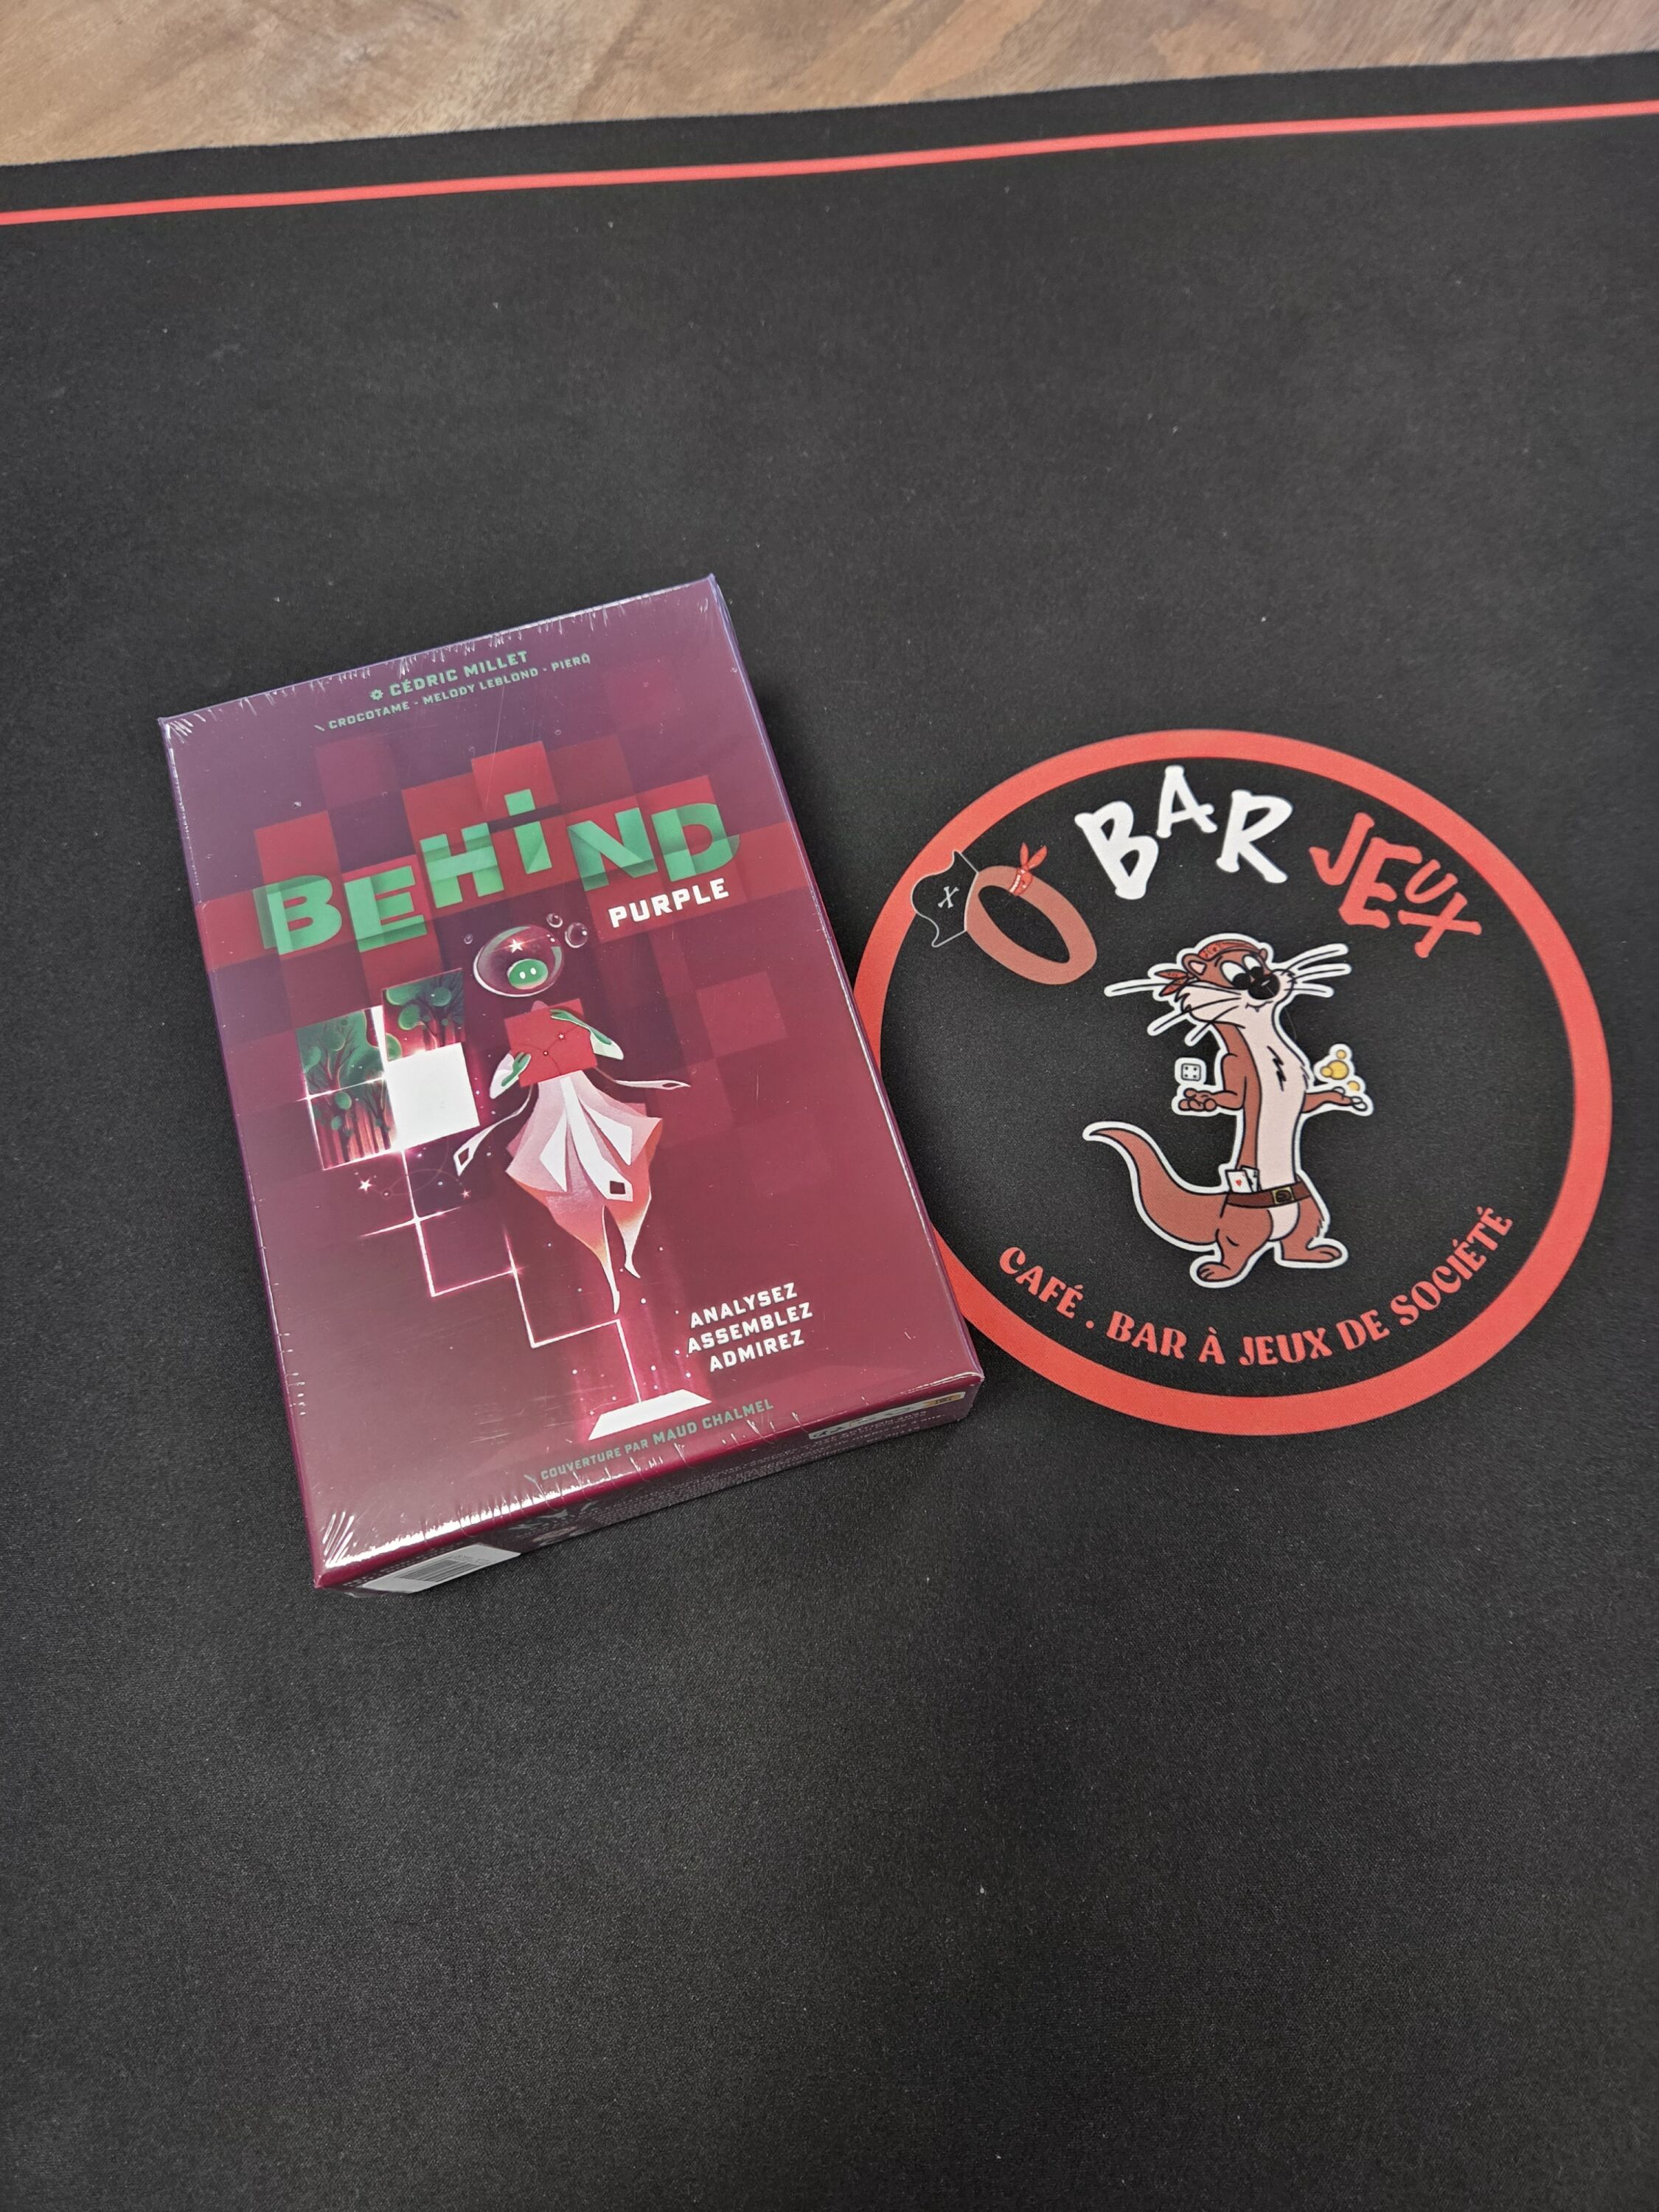 CÉDRIC MILLET
CROCOTAME - MELODY LEBLOND - PIERÒ
BEHIND
PURPLE
ANALYSEZ
ASSEMBLEZ
ADMIREZ
COUVERTURE PAR MAUD CHALMEL
O BAR JEUX
CAFÉ . BAR À JEUX DE SOCIÉTÉ